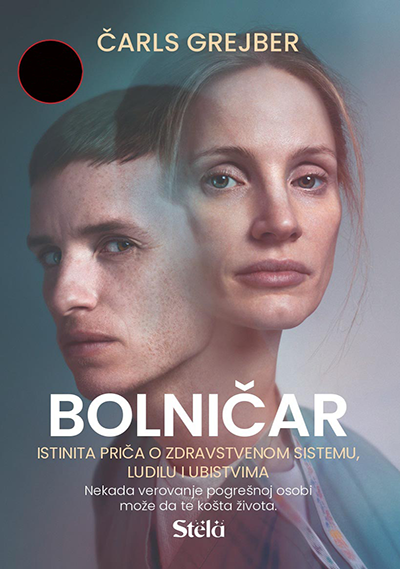 ČARLS GREJBER
BOLNIČAR
ISTINITA PRIČA O ZDRAVSTVENOM SISTEMU,
LUDILU I UBISTVIMA
Nekada verovanje pogrešnoj osobi
može da te košta života.
Stela